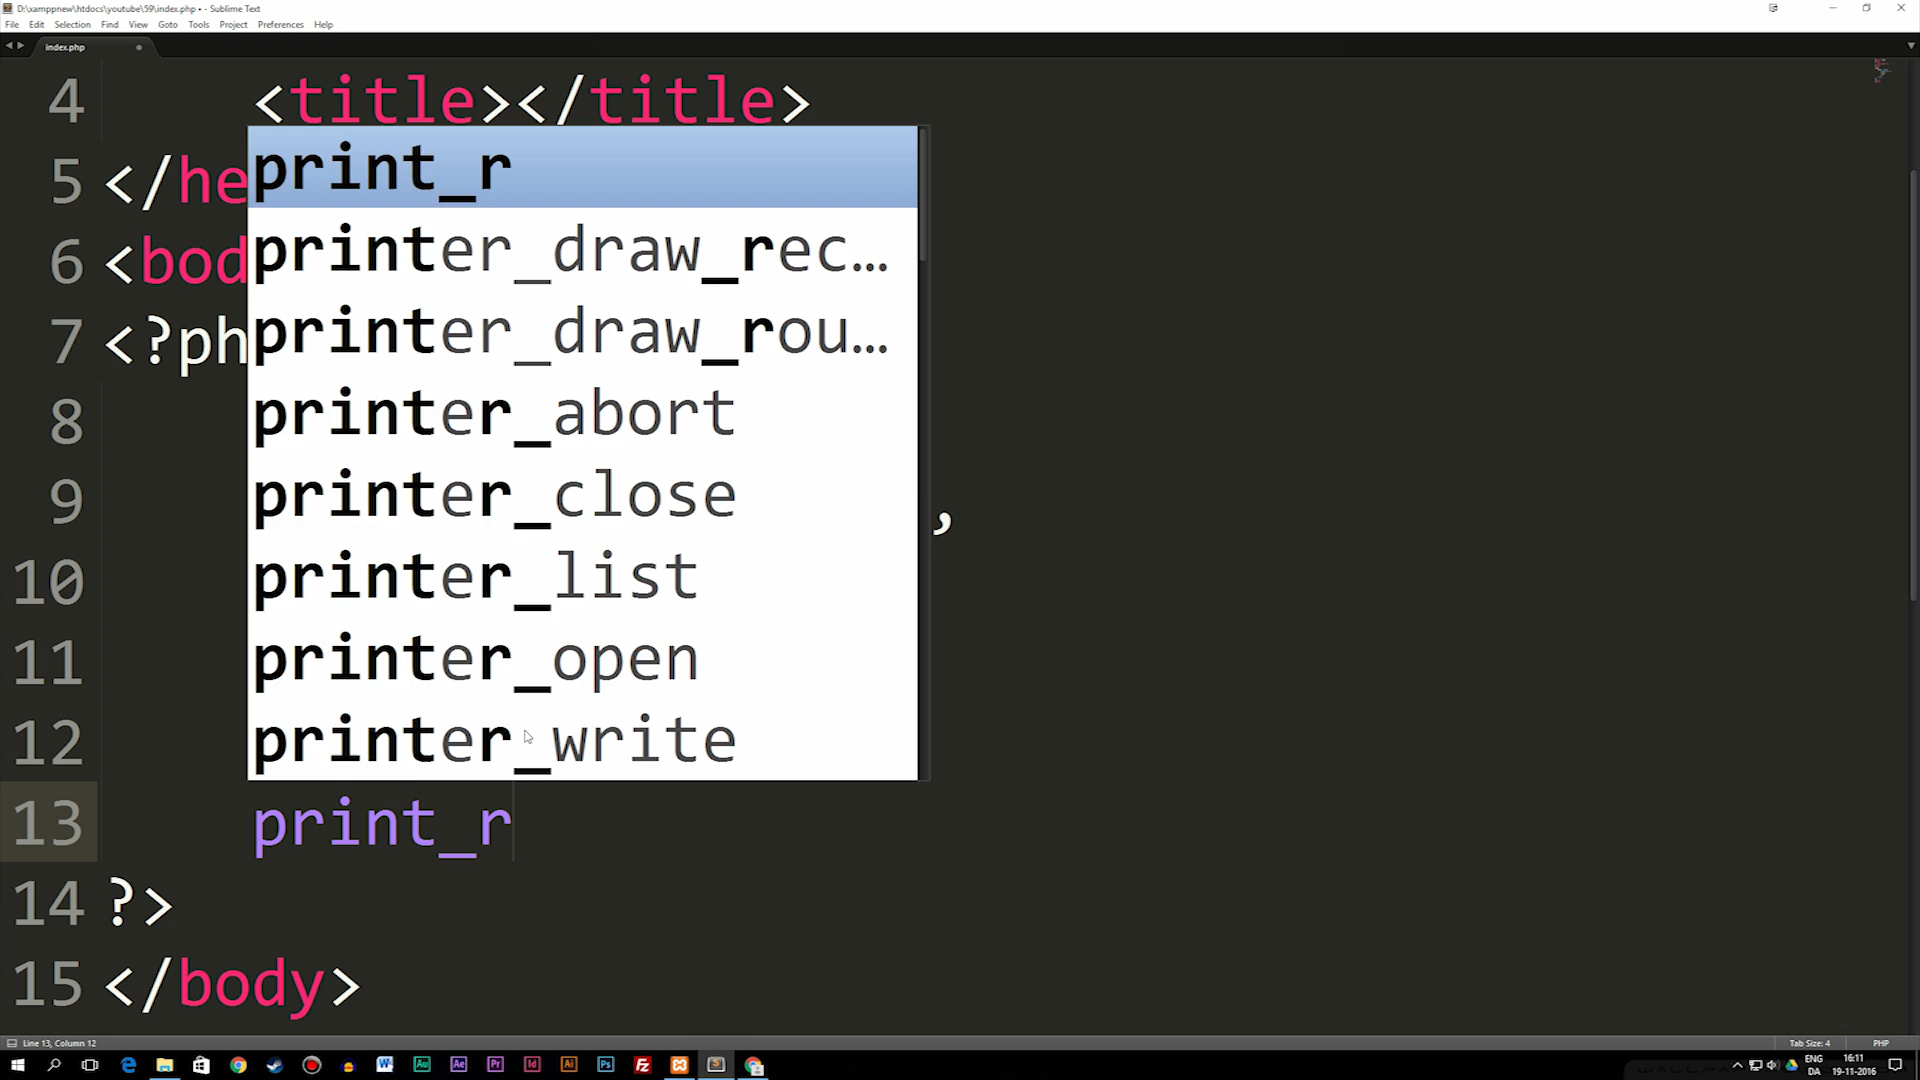 D:\xamppnew\htdocs\youtube\59\index.php • - Sublime Text
File Edit Selection Find View Goto Tools Project Preferences Help
index.php
4 <title></title>
5 </he
6 <bod
7 <?ph
8
9 ,
10
11
12
print_r
printer_draw_rec…
printer_draw_rou…
printer_abort
printer_close
printer_list
printer_open
printer_write
13 print_r
14 ?>
15 </body>
Line 13, Column 12 Tab Size: 4 PHP
ENG 16:11
DA 19-11-2016